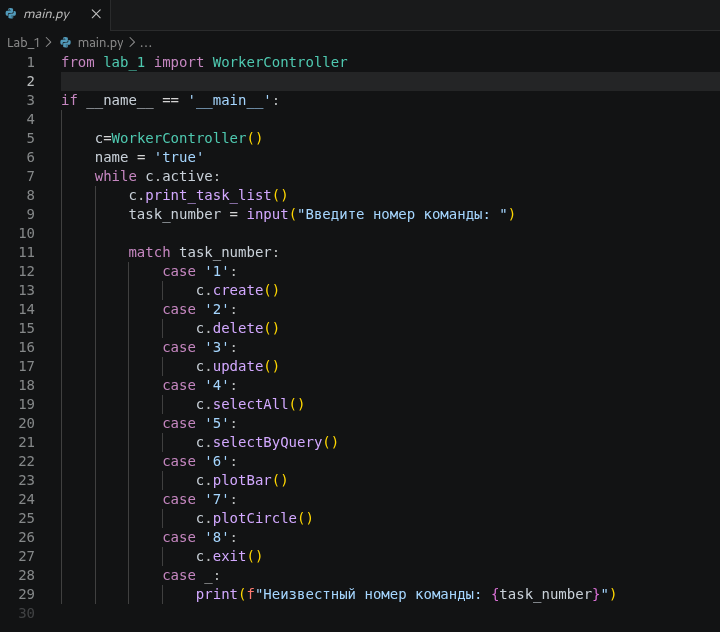 main.py
Lab_1 > main.py > ...
1 from lab_1 import WorkerController
2
3 if __name__ == '__main__':
4
5     c=WorkerController()
6     name = 'true'
7     while c.active:
8         c.print_task_list()
9         task_number = input("Введите номер команды: ")
10
11         match task_number:
12             case '1':
13                 c.create()
14             case '2':
15                 c.delete()
16             case '3':
17                 c.update()
18             case '4':
19                 c.selectAll()
20             case '5':
21                 c.selectByQuery()
22             case '6':
23                 c.plotBar()
24             case '7':
25                 c.plotCircle()
26             case '8':
27                 c.exit()
28             case _:
29                 print(f"Неизвестный номер команды: {task_number}")
30